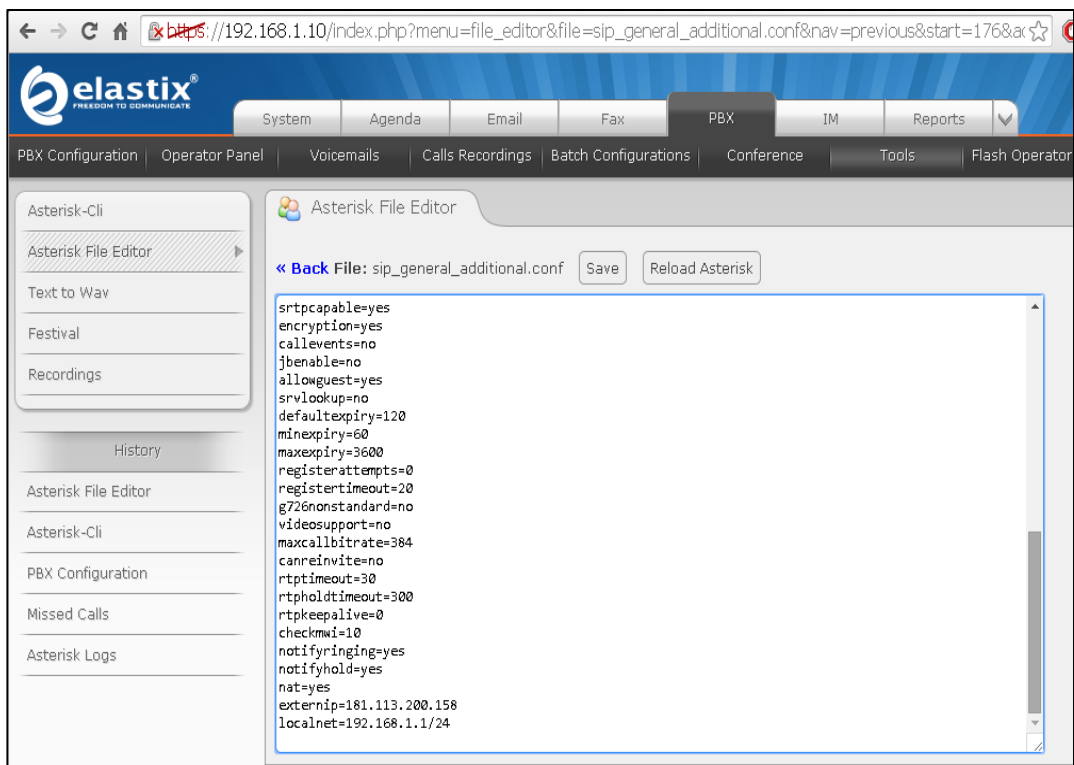 https://192.168.1.10/index.php?menu=file_editor&file=sip_general_additional.conf&nav=previous&start=176&a
elastix®
FREEDOM TO COMMUNICATE
System Agenda Email Fax PBX IM Reports
PBX Configuration Operator Panel Voicemails Calls Recordings Batch Configurations Conference Tools Flash Operator
Asterisk-Cli
Asterisk File Editor
Text to Wav
Festival
Recordings
History
Asterisk File Editor
Asterisk-Cli
PBX Configuration
Missed Calls
Asterisk Logs
Asterisk File Editor
« Back File: sip_general_additional.conf Save Reload Asterisk
srtpcapable=yes
encryption=yes
callevents=no
jbenable=no
allowguest=yes
srvlookup=no
defaultexpiry=120
minexpiry=60
maxexpiry=3600
registerattempts=0
registertimeout=20
g726nonstandard=no
videosupport=no
maxcallbitrate=384
canreinvite=no
rtptimeout=30
rtpholdtimeout=300
rtpkeepalive=0
checkmwi=10
notifyringing=yes
notifyhold=yes
nat=yes
externip=181.113.200.158
localnet=192.168.1.1/24